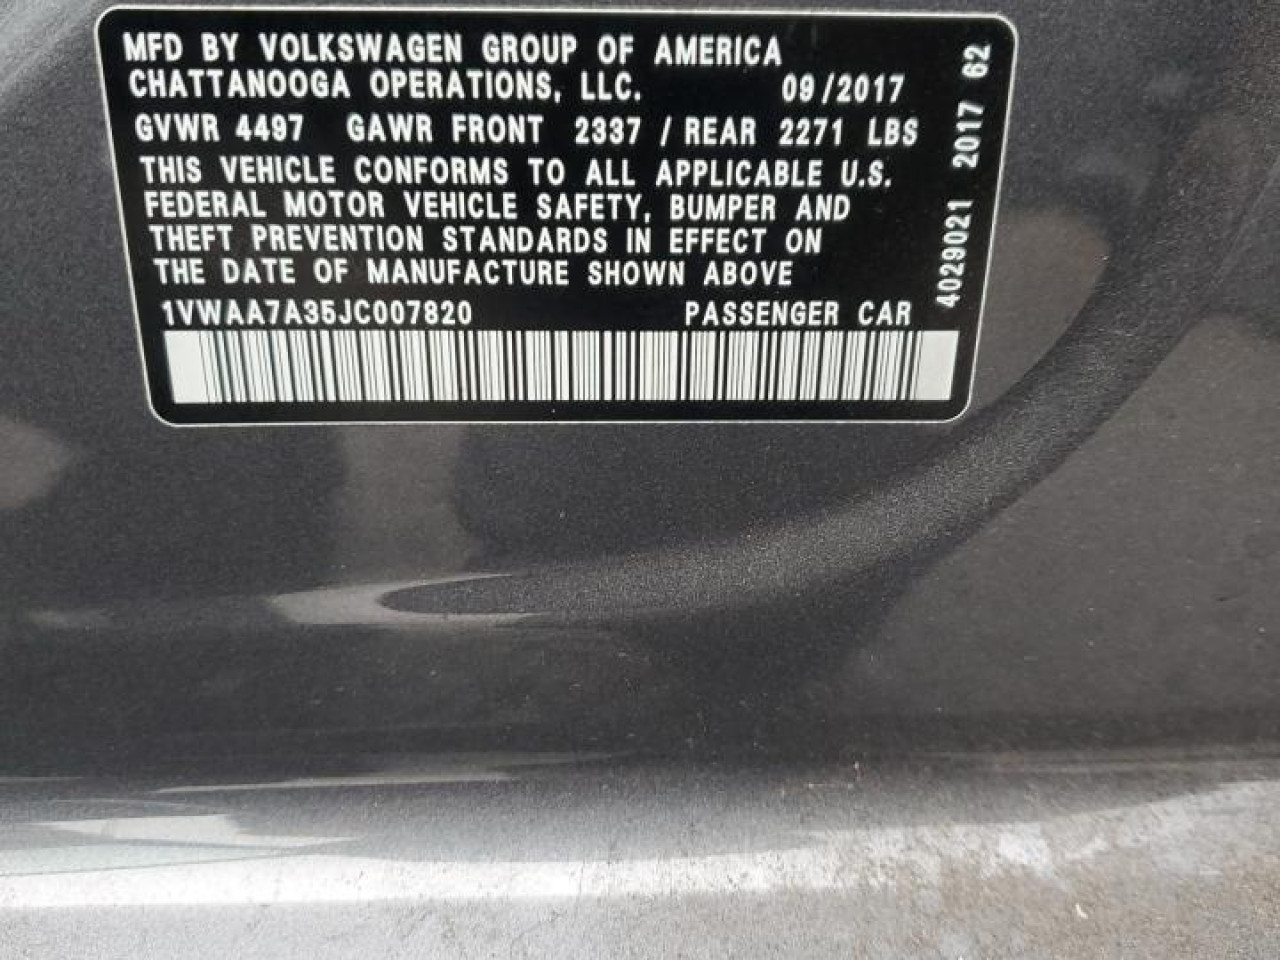 MFD BY VOLKSWAGEN GROUP OF AMERICA
CHATTANOOGA OPERATIONS, LLC. 09/2017
GVWR 4497 GAWR FRONT 2337 / REAR 2271 LBS
THIS VEHICLE CONFORMS TO ALL APPLICABLE U.S.
FEDERAL MOTOR VEHICLE SAFETY, BUMPER AND
THEFT PREVENTION STANDARDS IN EFFECT ON
THE DATE OF MANUFACTURE SHOWN ABOVE
1VWAA7A35JC007820 PASSENGER CAR
4029021 2017 62